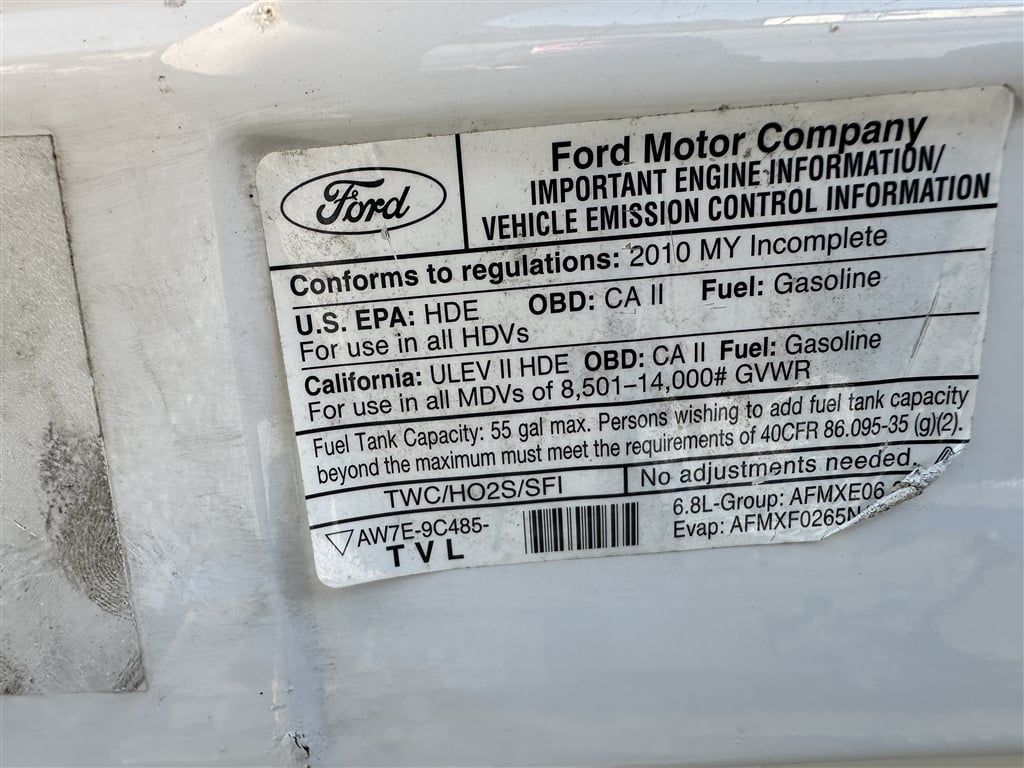 Ford
Ford Motor Company
IMPORTANT ENGINE INFORMATION/
VEHICLE EMISSION CONTROL INFORMATION
Conforms to regulations: 2010 MY Incomplete
U.S. EPA: HDE OBD: CA II Fuel: Gasoline
For use in all HDVs
California: ULEV II HDE OBD: CA II Fuel: Gasoline
For use in all MDVs of 8,501–14,000# GVWR
Fuel Tank Capacity: 55 gal max. Persons wishing to add fuel tank capacity
beyond the maximum must meet the requirements of 40CFR 86.095-35 (g)(2).
TWC/HO2S/SFI No adjustments needed.
AW7E-9C485-
TVL
6.8L-Group:
Evap: